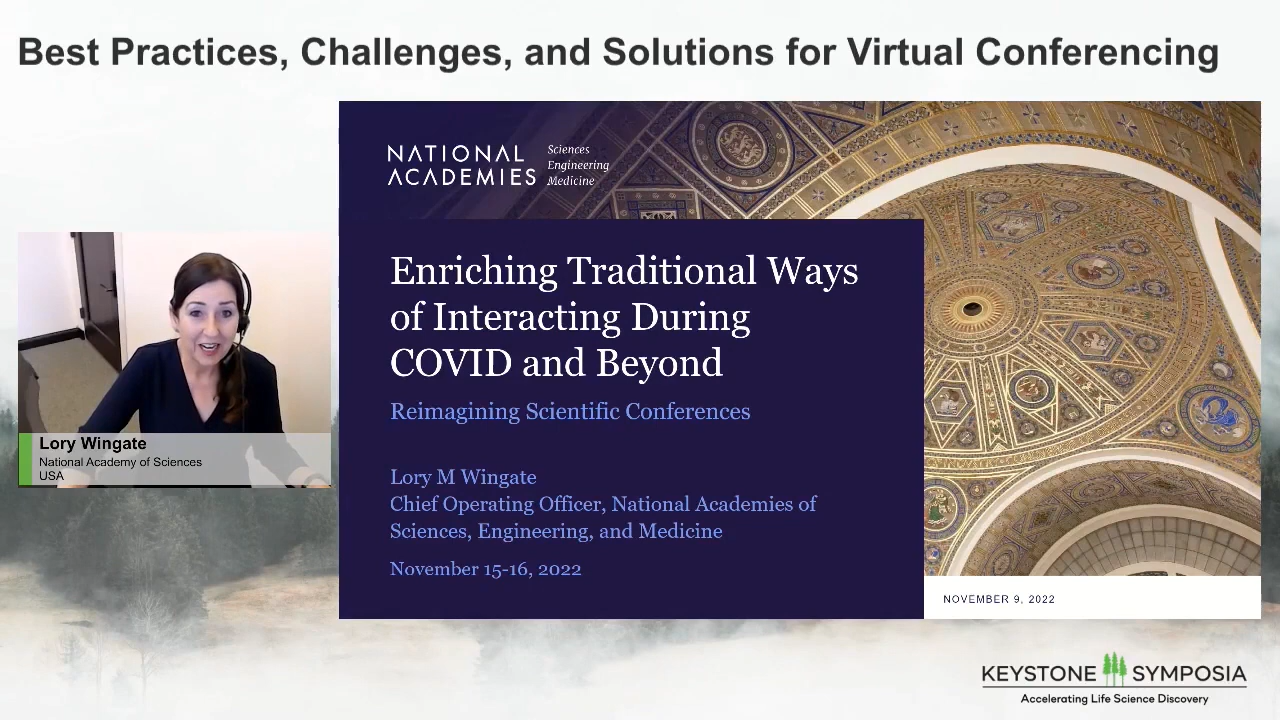 Best Practices, Challenges, and Solutions for Virtual Conferencing
NATIONAL
ACADEMIES
Sciences
Engineering
Medicine
Enriching Traditional Ways
of Interacting During
COVID and Beyond
Reimagining Scientific Conferences
Lory M Wingate
Chief Operating Officer, National Academies of
Sciences, Engineering, and Medicine
November 15-16, 2022
NOVEMBER 9, 2022
Lory Wingate
National Academy of Sciences
USA
KEYSTONE SYMPOSIA
Accelerating Life Science Discovery